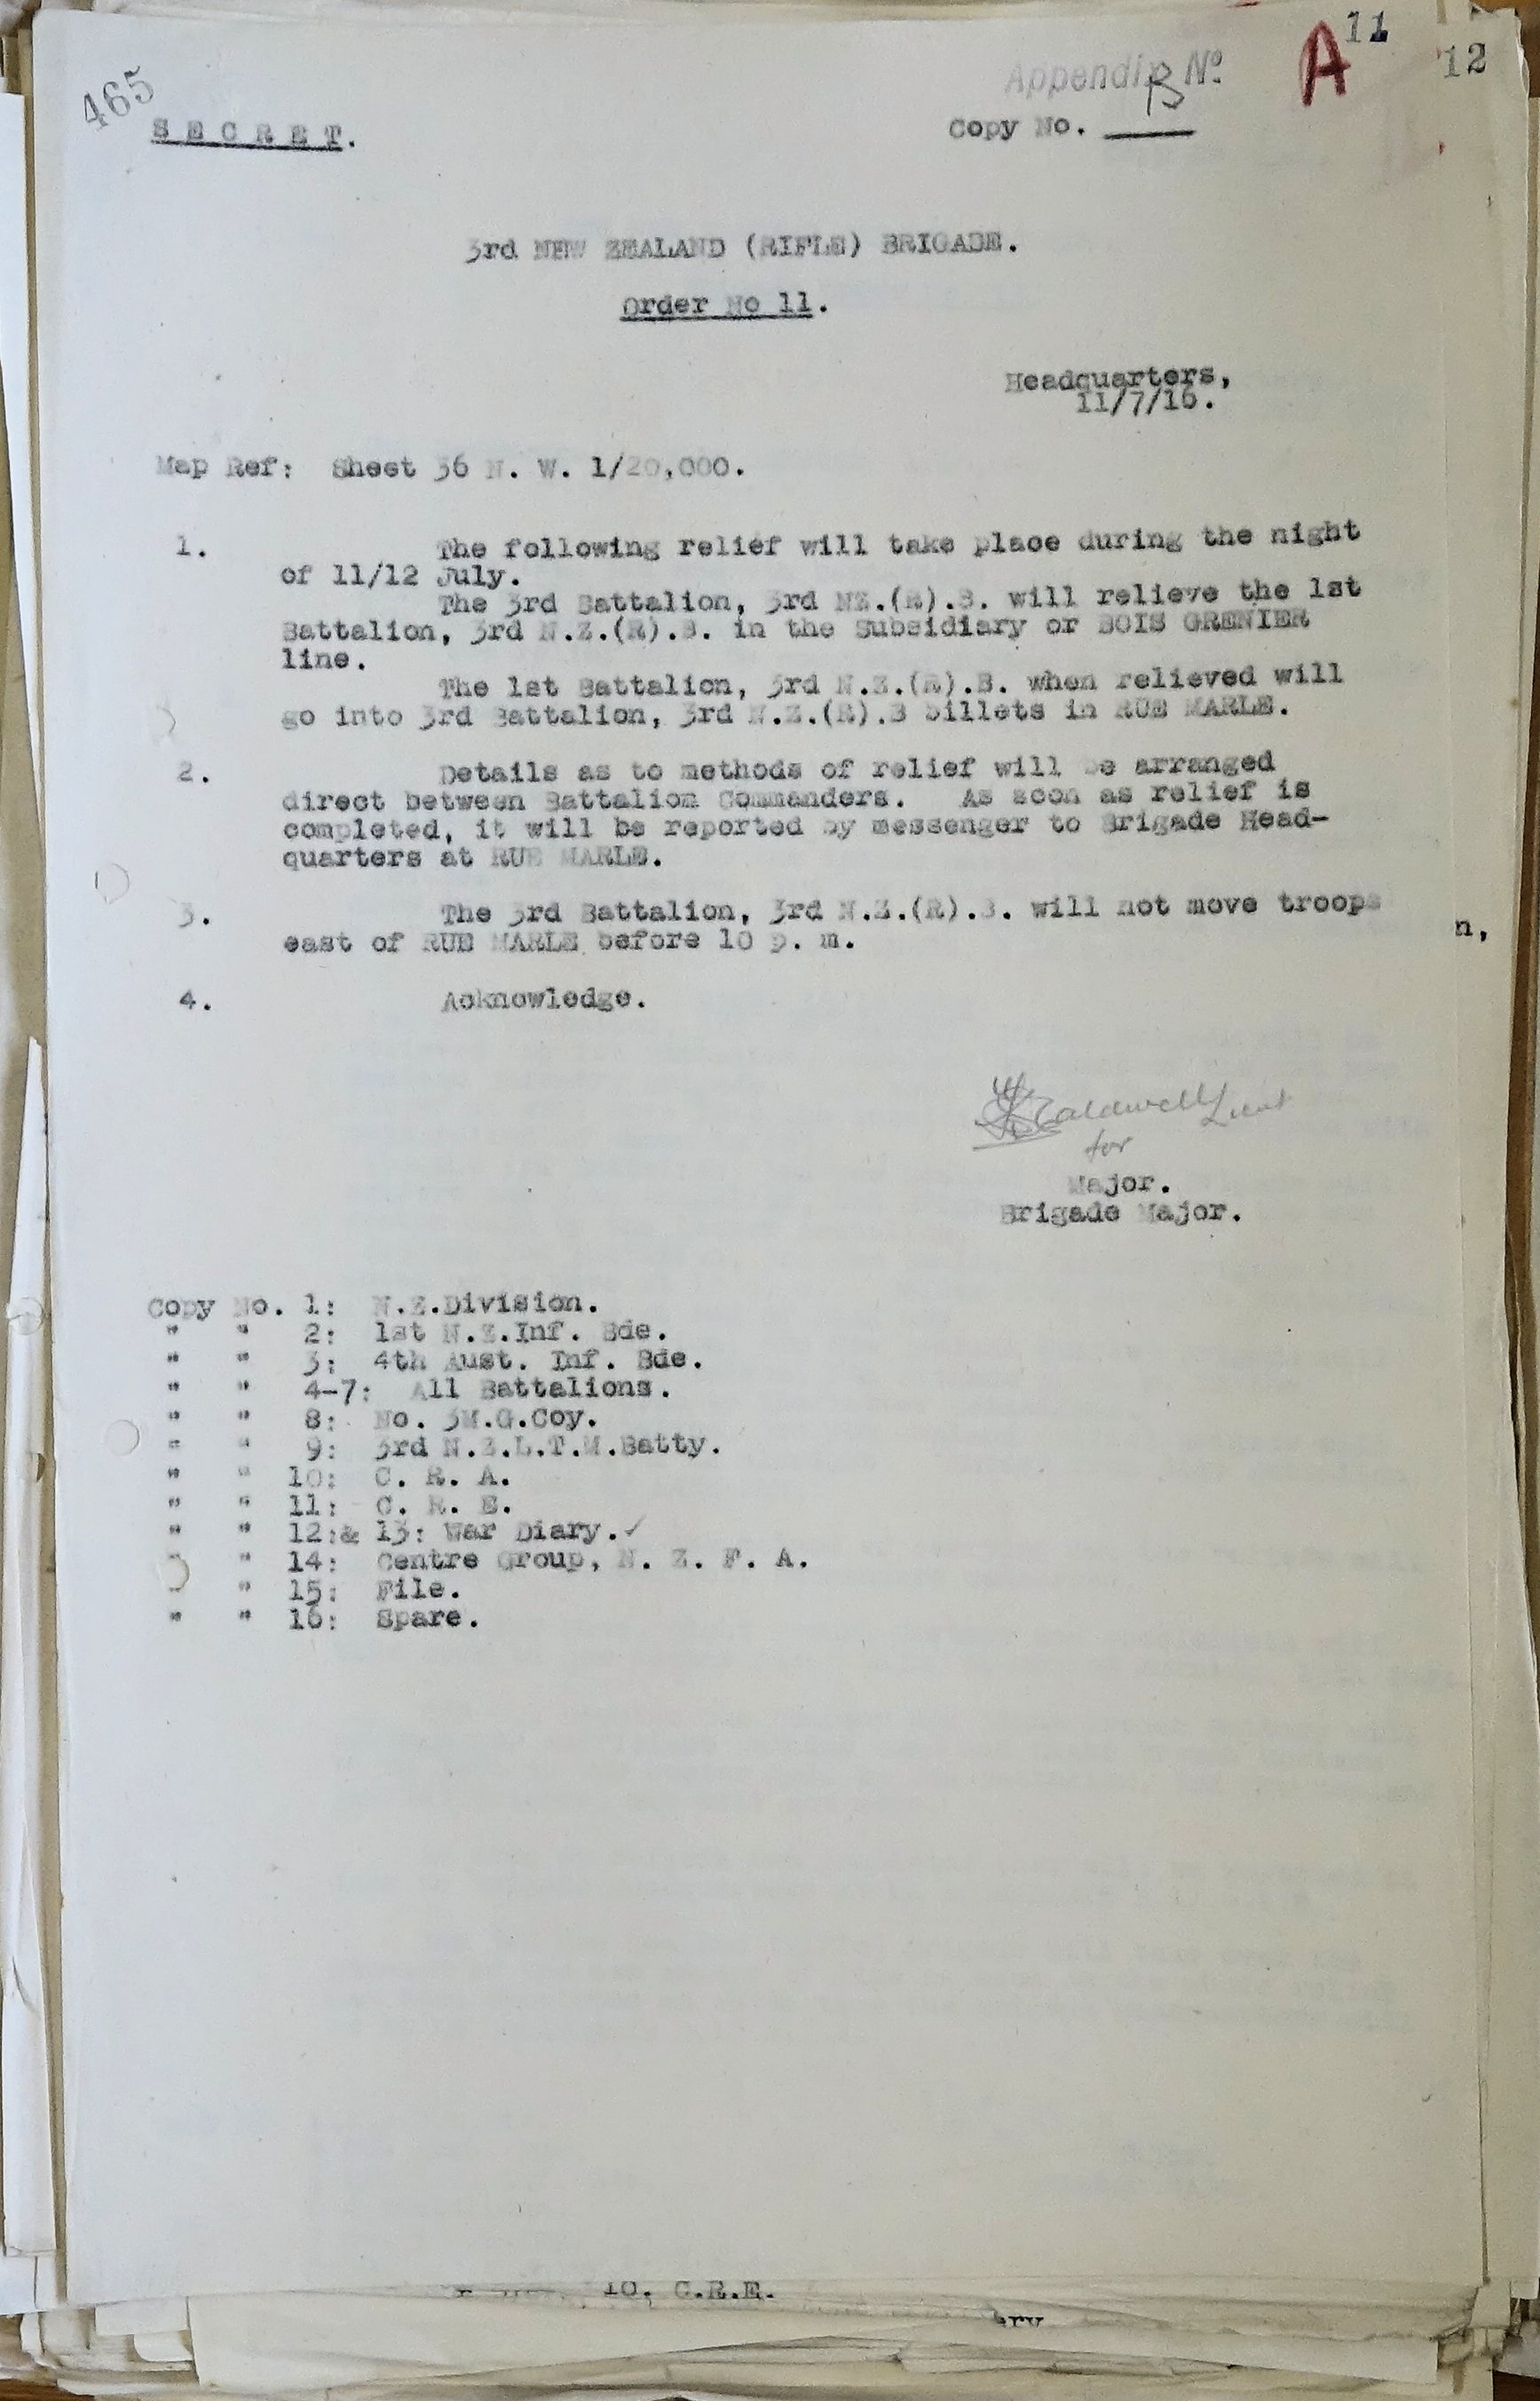 465
Appendix No A 11
12
SECRET.
Copy No. 13
3rd NEW ZEALAND (RIFLE) BRIGADE.
Order No 11.
Headquarters,
11/7/16.
Map Ref: Sheet 36 N. W. 1/20,000.
1. The following relief will take place during the night
of 11/12 July.
The 3rd Battalion, 3rd NZ.(R).B. will relieve the 1st
Battalion, 3rd N.Z.(R).B. in the Subsidiary or BOIS GRENIER
line.
The 1st Battalion, 3rd N.Z.(R).B. when relieved will
go into 3rd Battalion, 3rd N.Z.(R).B billets in RUE MARLE.
2. Details as to methods of relief will be arranged
direct between Battalion Commanders. As soon as relief is
completed, it will be reported by messenger to Brigade Head-
quarters at RUE MARLE.
3. The 3rd Battalion, 3rd N.Z.(R).B. will not move troops
east of RUE MARLE before 10 p. m.
n,
4. Acknowledge.
Caldwell Lieut
for
Major.
Brigade Major.
Copy No. 1: N.Z.Division.
" " 2: 1st N.Z.Inf. Bde.
" " 3: 4th Aust. Inf. Bde.
" " 4-7: All Battalions.
" " 8: No. 3M.G.Coy.
" " 9: 3rd N.Z.L.T.M.Batty.
" " 10: C. R. A.
" " 11: C. R. E.
" " 12:& 13: War Diary.✓
" " 14: Centre Group, N. Z. F. A.
" " 15: File.
" " 16: Spare.
10, C.R.E.
ery